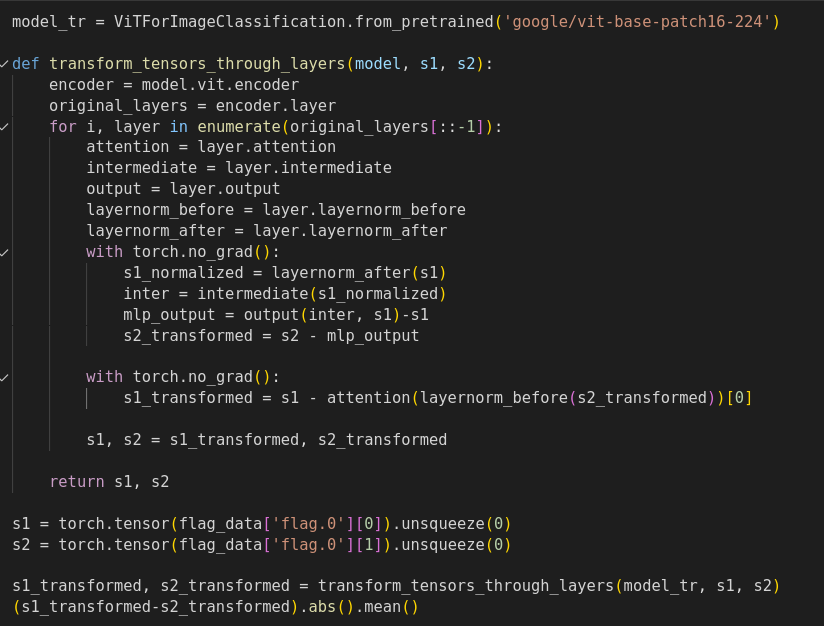 model_tr = ViTForImageClassification.from_pretrained('google/vit-base-patch16-224')
def transform_tensors_through_layers(model, s1, s2):
    encoder = model.vit.encoder
    original_layers = encoder.layer
    for i, layer in enumerate(original_layers[::-1]):
        attention = layer.attention
        intermediate = layer.intermediate
        output = layer.output
        layernorm_before = layer.layernorm_before
        layernorm_after = layer.layernorm_after
        with torch.no_grad():
            s1_normalized = layernorm_after(s1)
            inter = intermediate(s1_normalized)
            mlp_output = output(inter, s1)-s1
            s2_transformed = s2 - mlp_output
        with torch.no_grad():
            s1_transformed = s1 - attention(layernorm_before(s2_transformed))[0]
        s1, s2 = s1_transformed, s2_transformed
    return s1, s2
s1 = torch.tensor(flag_data['flag.0'][0]).unsqueeze(0)
s2 = torch.tensor(flag_data['flag.0'][1]).unsqueeze(0)
s1_transformed, s2_transformed = transform_tensors_through_layers(model_tr, s1, s2)
(s1_transformed-s2_transformed).abs().mean()